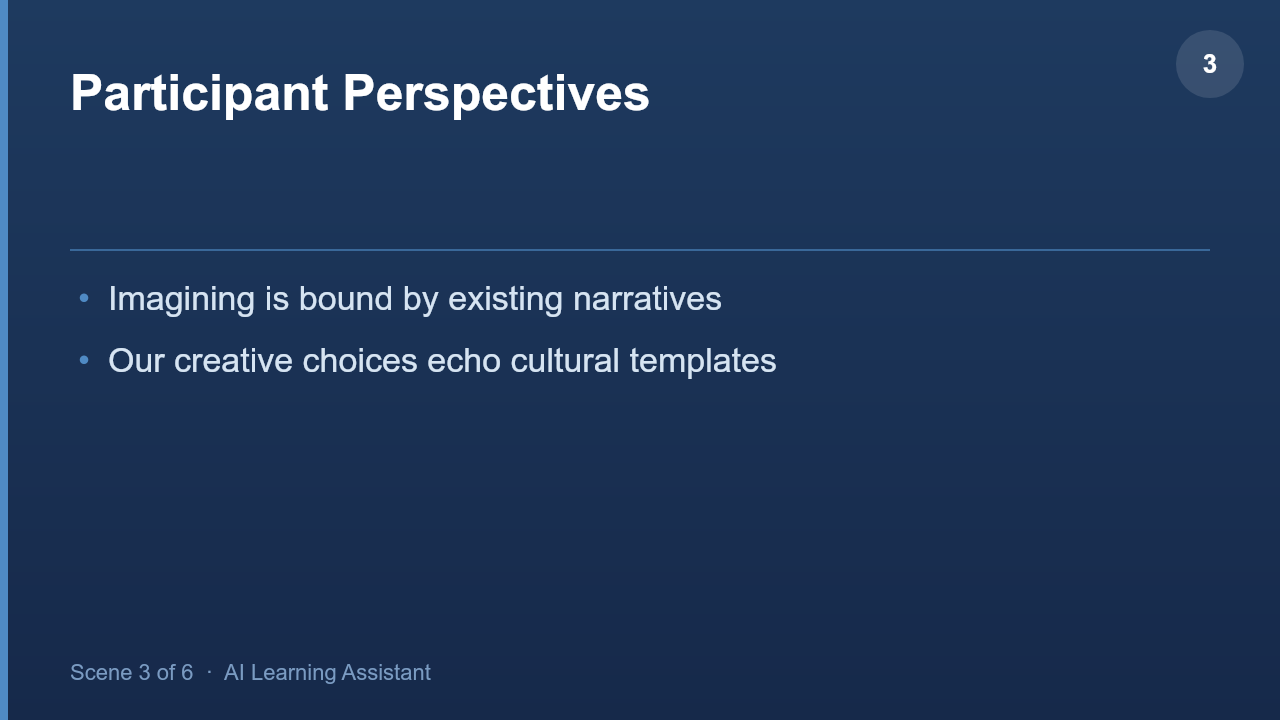 Participant Perspectives
3
• Imagining is bound by existing narratives
• Our creative choices echo cultural templates
Scene 3 of 6 · AI Learning Assistant